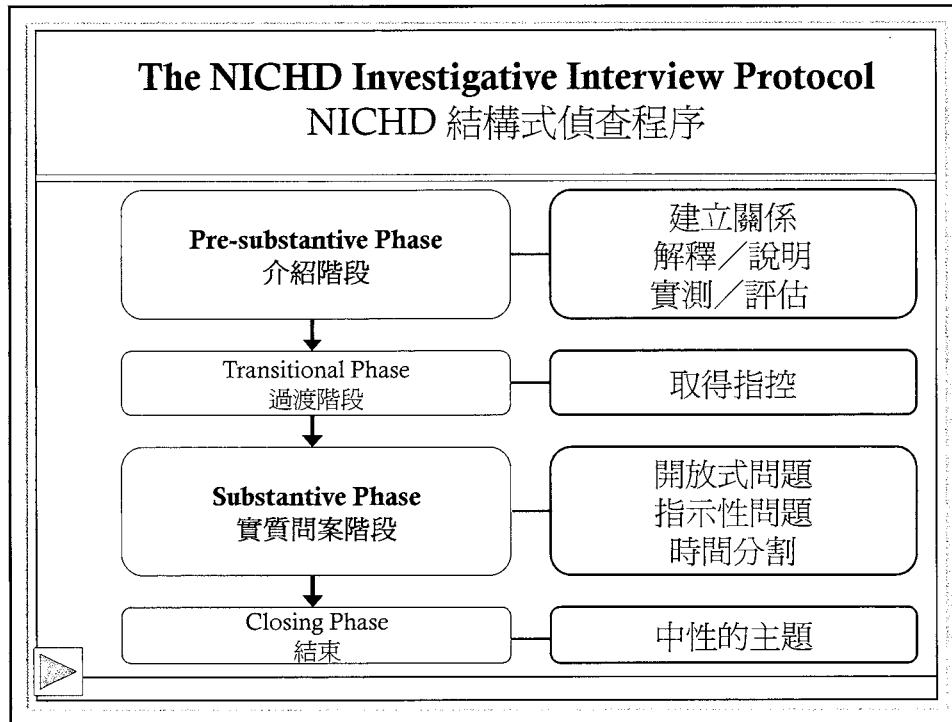 The NICHD Investigative Interview Protocol
NICHD 結構式偵查程序
Pre-substantive Phase
介紹階段
建立關係
解釋／說明
實測／評估
Transitional Phase
過渡階段
取得指控
Substantive Phase
實質問案階段
開放式問題
指示性問題
時間分割
Closing Phase
結束
中性的主題